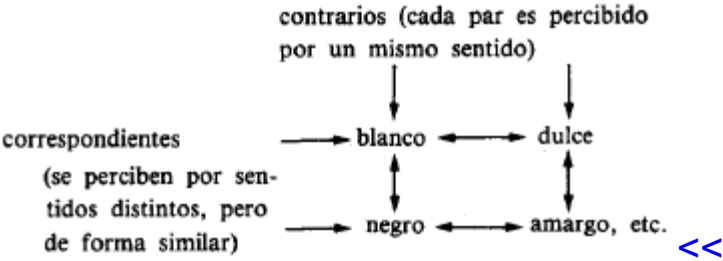 contrarios (cada par es percibido
por un mismo sentido)
correspondientes
blanco
dulce
(se perciben por sen-
tidos distintos, pero
de forma similar)
negro
amargo, etc.
<<